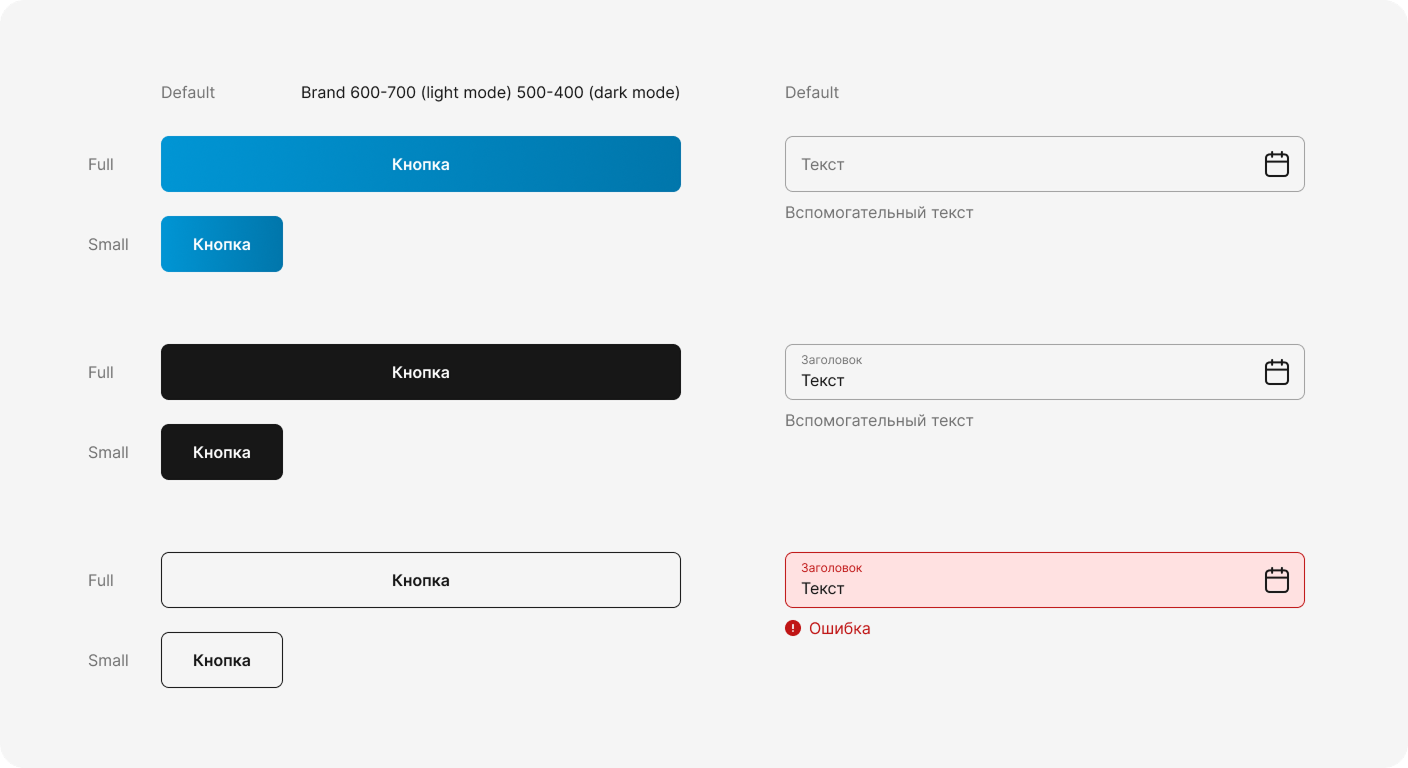 Default
Brand 600-700 (light mode) 500-400 (dark mode)
Full
Кнопка
Small
Кнопка
Full
Кнопка
Small
Кнопка
Full
Кнопка
Small
Кнопка
Default
Текст
Вспомогательный текст
Заголовок
Текст
Вспомогательный текст
Заголовок
Текст
Ошибка